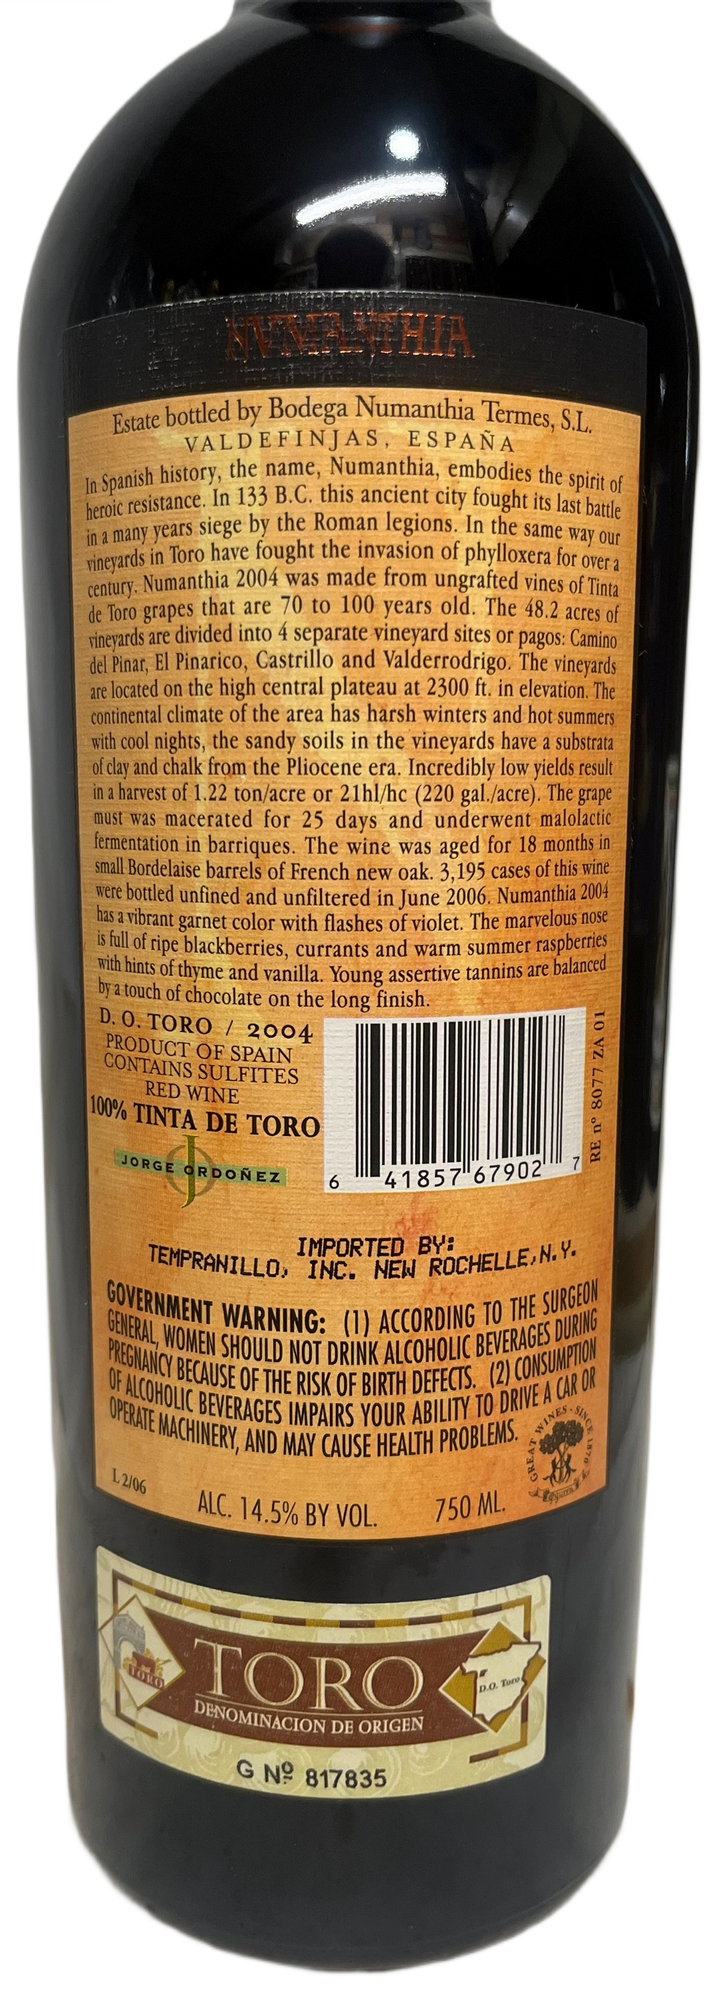 NVMANTHIA
Estate bottled by Bodega Numanthia Termes, S.L.
VALDEFINJAS, ESPAÑA
In Spanish history, the name, Numanthia, embodies the spirit of
heroic resistance. In 133 B.C. this ancient city fought its last battle
in a many years siege by the Roman legions. In the same way our
vineyards in Toro have fought the invasion of phylloxera for over a
century. Numanthia 2004 was made from ungrafted vines of Tinta
de Toro grapes that are 70 to 100 years old. The 48.2 acres of
vineyards are divided into 4 separate vineyard sites or pagos: Camino
del Pinar, El Pinarico, Castrillo and Valderrodrigo. The vineyards
are located on the high central plateau at 2300 ft. in elevation. The
continental climate of the area has harsh winters and hot summers
with cool nights, the sandy soils in the vineyards have a substrata
of clay and chalk from the Pliocene era. Incredibly low yields result
in a harvest of 1.22 ton/acre or 21hl/hc (220 gal./acre). The grape
must was macerated for 25 days and underwent malolactic
fermentation in barriques. The wine was aged for 18 months in
small Bordelaise barrels of French new oak. 3,195 cases of this wine
were bottled unfined and unfiltered in June 2006. Numanthia 2004
has a vibrant garnet color with flashes of violet. The marvelous nose
is full of ripe blackberries, currants and warm summer raspberries
with hints of thyme and vanilla. Young assertive tannins are balanced
by a touch of chocolate on the long finish.
D. O. TORO / 2004
PRODUCT OF SPAIN
CONTAINS SULFITES
RED WINE
100% TINTA DE TORO
JORGE ORDOÑEZ
6 41857 67902 7
RE nº 8077 ZA 01
IMPORTED BY:
TEMPRANILLO, INC. NEW ROCHELLE, N.Y.
GOVERNMENT WARNING: (1) ACCORDING TO THE SURGEON
GENERAL, WOMEN SHOULD NOT DRINK ALCOHOLIC BEVERAGES DURING
PREGNANCY BECAUSE OF THE RISK OF BIRTH DEFECTS. (2) CONSUMPTION
OF ALCOHOLIC BEVERAGES IMPAIRS YOUR ABILITY TO DRIVE A CAR OR
OPERATE MACHINERY, AND MAY CAUSE HEALTH PROBLEMS.
GREAT WINES - SINCE 1870
L 2/06
ALC. 14.5% BY VOL. 750 ML.
TORO
TORO
D.O. Toro
DENOMINACION DE ORIGEN
G Nº 817835